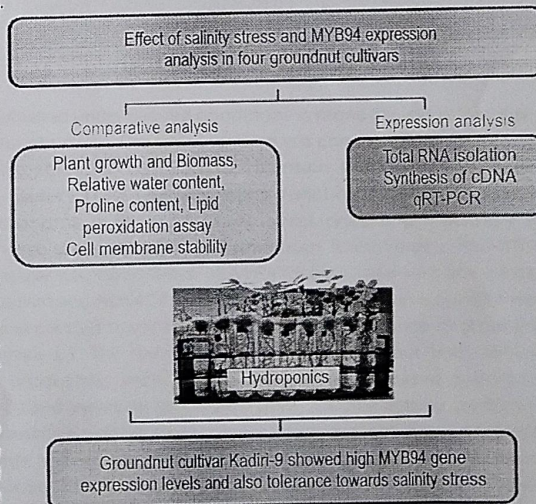 Effect of salinity stress and MYB94 expression
analysis in four groundnut cultivars
Comparative analysis
Plant growth and Biomass,
Relative water content,
Proline content, Lipid
peroxidation assay
Cell membrane stability
Expression analysis
Total RNA isolation
Synthesis of cDNA
qRT-PCR
Hydroponics
Groundnut cultivar Kadiri-9 showed high MYB94 gene
expression levels and also tolerance towards salinity stress